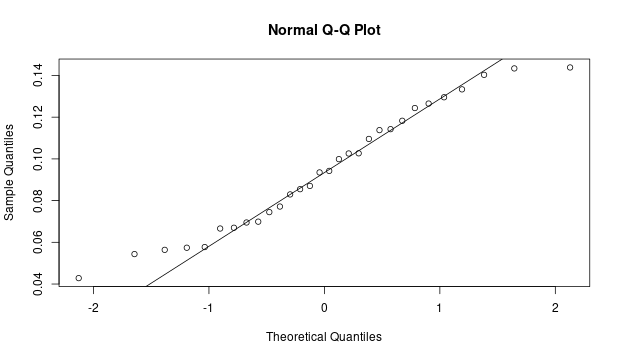 Normal Q-Q Plot
Sample Quantiles
0.14
0.12
0.10
0.08
0.06
0.04
-2 -1 0 1 2
Theoretical Quantiles